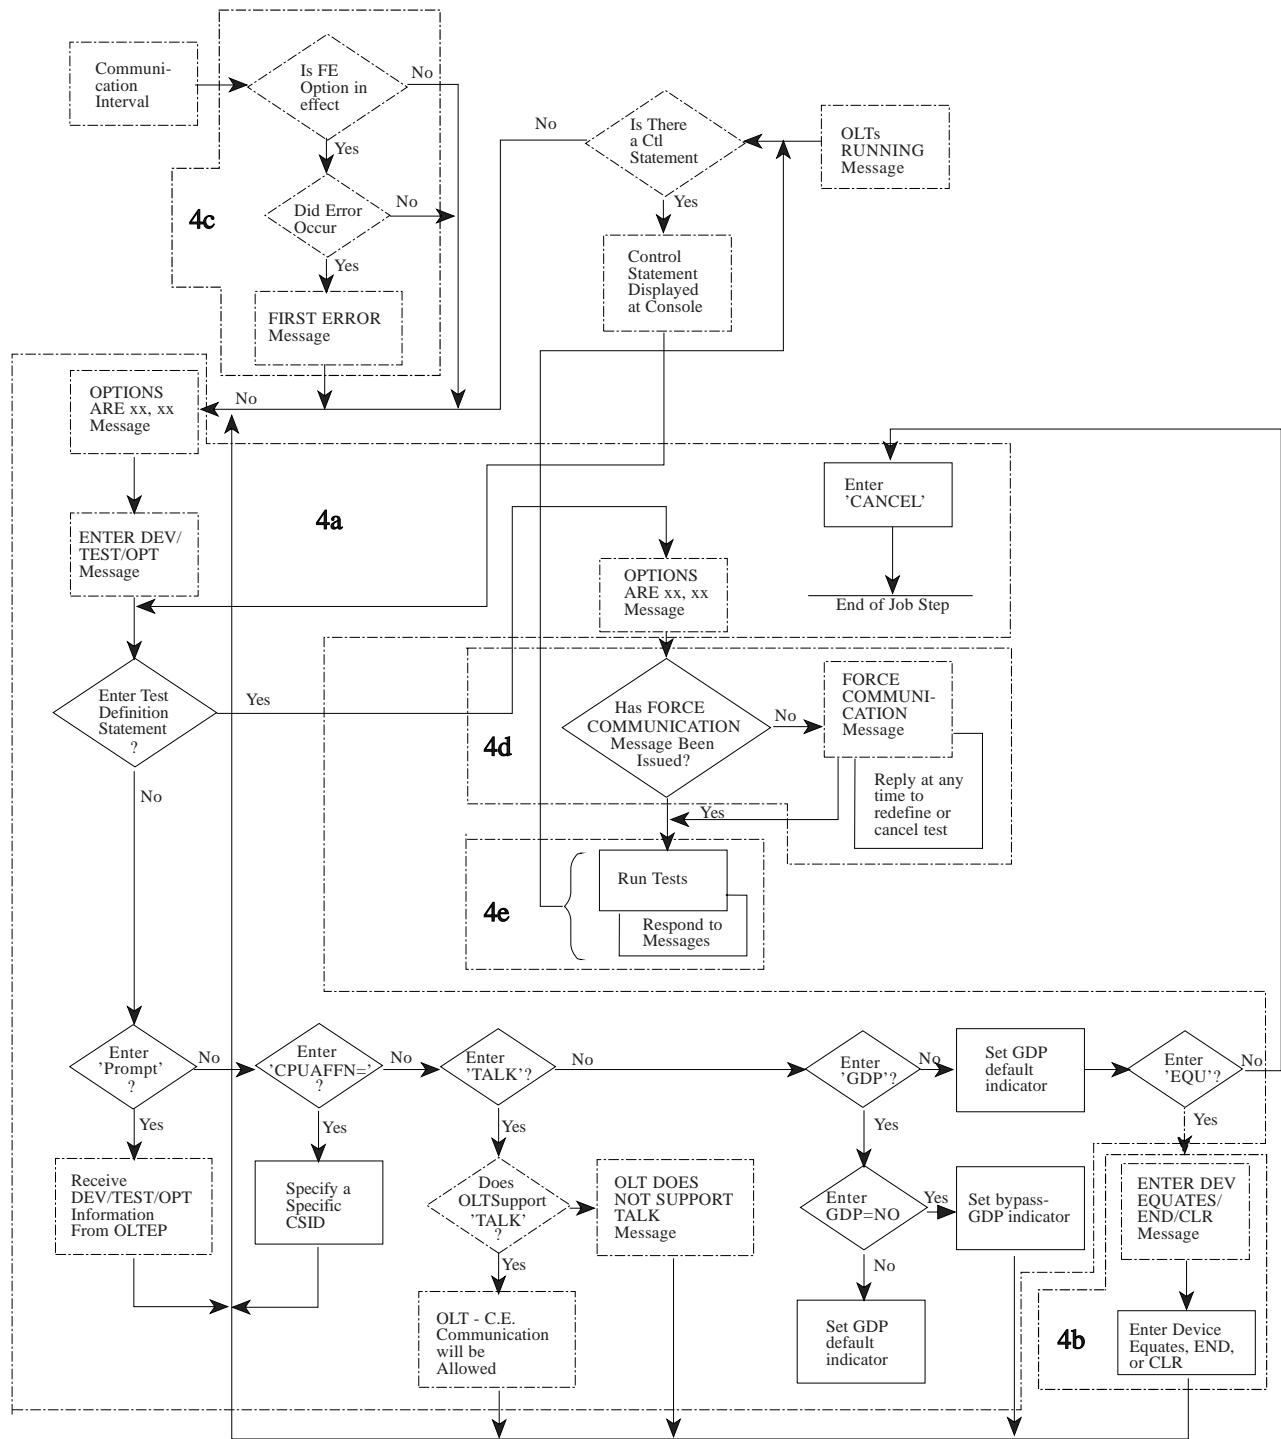 Communi-
cation
Interval
Is FE
Option in
effect
No
Yes
Did Error
Occur
No
4c
Yes
FIRST ERROR
Message
Is There
a Ctl
Statement
No
Yes
OLTs
RUNNING
Message
Control
Statement
Displayed
at Console
OPTIONS
ARE xx, xx
Message
No
ENTER DEV/
TEST/OPT
Message
4a
Enter
'CANCEL'
End of Job Step
OPTIONS
ARE xx, xx
Message
Enter Test
Definition
Statement
?
Yes
No
4d
Has FORCE
COMMUNICATION
Message Been
Issued?
No
Yes
FORCE
COMMUNI-
CATION
Message
Reply at any
time to
redefine or
cancel test
4e
Run Tests
Respond to
Messages
Enter
'Prompt'
?
No
Yes
Enter
'CPUAFFN='
?
No
Yes
Enter
'TALK'?
No
Yes
Enter
'GDP'?
No
Yes
Set GDP
default
indicator
Enter
'EQU'?
No
Yes
Receive
DEV/TEST/OPT
Information
From OLTEP
Specify a
Specific
CSID
Does
OLTSupport
'TALK'
?
Yes
OLT DOES
NOT SUPPORT
TALK
Message
Enter
GDP=NO
Yes
No
Set bypass-
GDP indicator
ENTER DEV
EQUATES/
END/CLR
Message
OLT - C.E.
Communication
will be
Allowed
Set GDP
default
indicator
4b
Enter Device
Equates, END,
or CLR